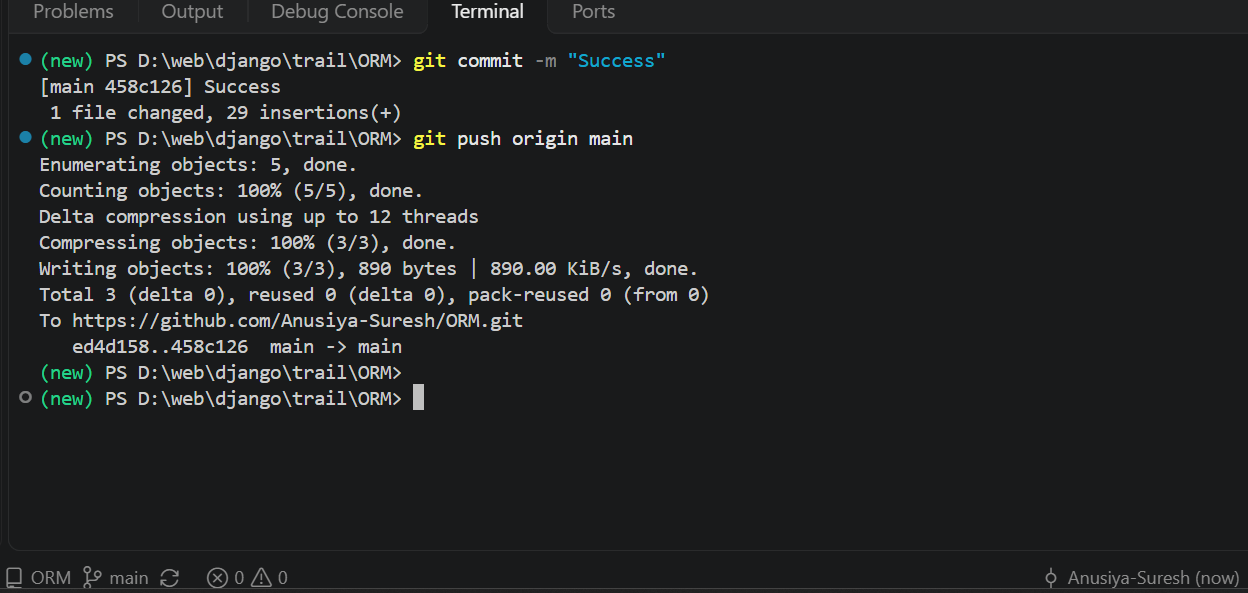 Problems Output Debug Console Terminal Ports
(new) PS D:\web\django\trail\ORM> git commit -m "Success"
[main 458c126] Success
 1 file changed, 29 insertions(+)
(new) PS D:\web\django\trail\ORM> git push origin main
Enumerating objects: 5, done.
Counting objects: 100% (5/5), done.
Delta compression using up to 12 threads
Compressing objects: 100% (3/3), done.
Writing objects: 100% (3/3), 890 bytes | 890.00 KiB/s, done.
Total 3 (delta 0), reused 0 (delta 0), pack-reused 0 (from 0)
To https://github.com/Anusiya-Suresh/ORM.git
   ed4d158..458c126  main -> main
(new) PS D:\web\django\trail\ORM>
(new) PS D:\web\django\trail\ORM>
ORM main 0 0 Anusiya-Suresh (now)